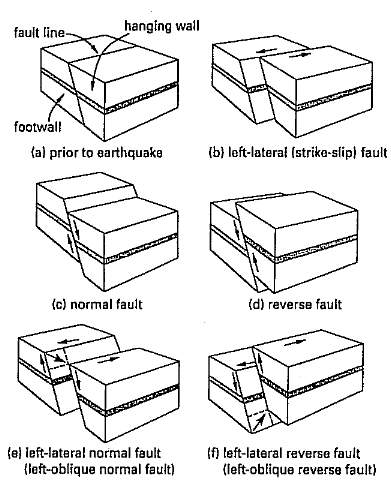 fault line
hanging wall
footwall
(a) prior to earthquake
(b) left-lateral (strike-slip) fault
(c) normal fault
(d) reverse fault
(e) left-lateral normal fault
(left-oblique normal fault)
(f) left-lateral reverse fault
(left-oblique reverse fault)